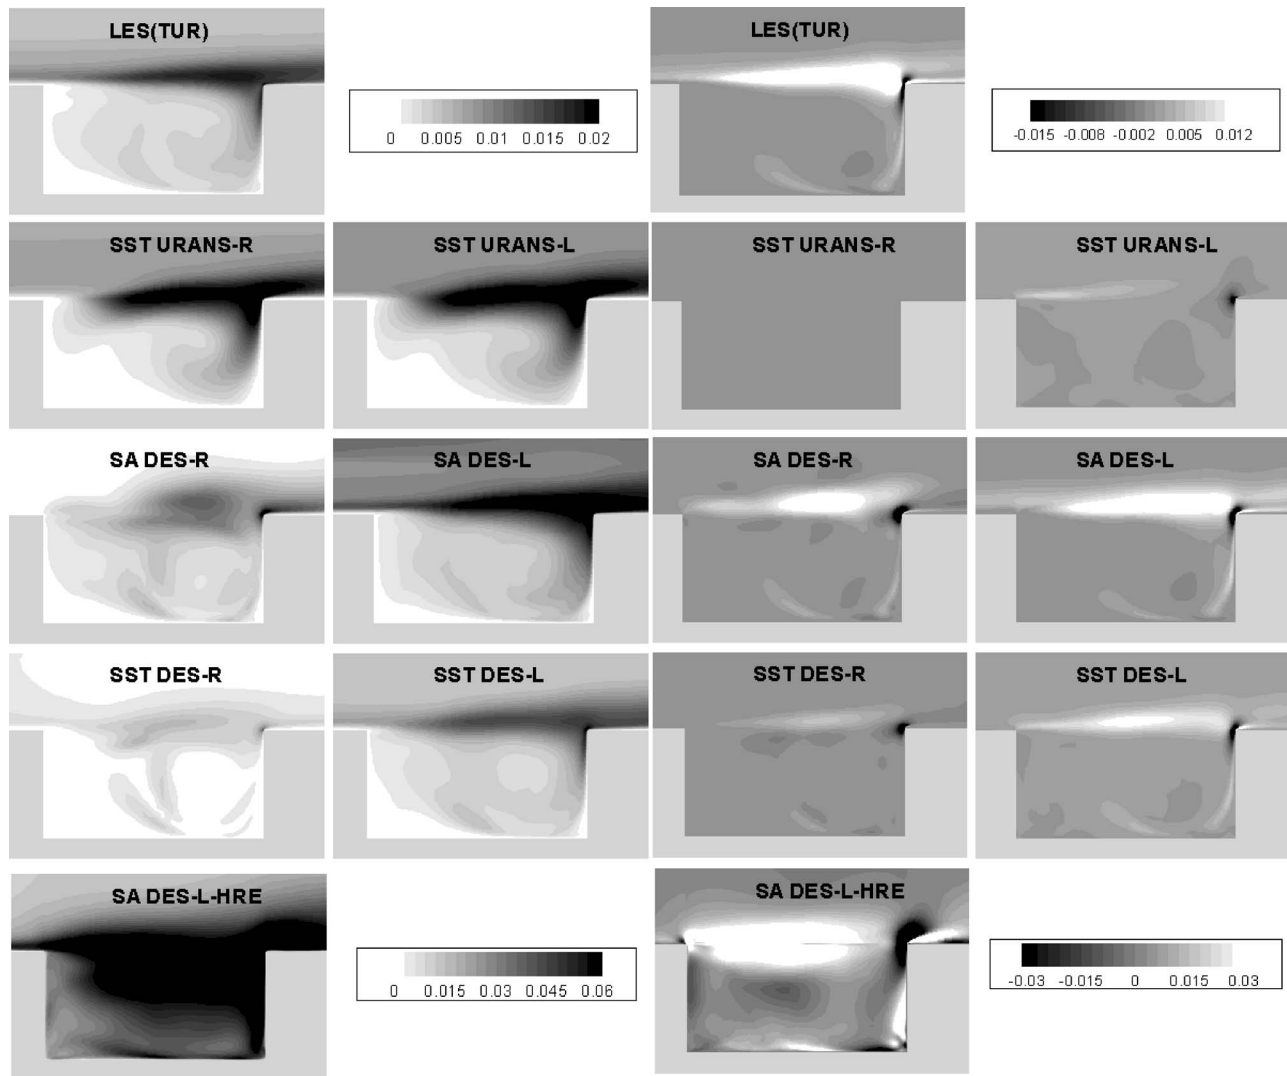 LES(TUR)
LES(TUR)
0 0.005 0.01 0.015 0.02
-0.015 -0.008 -0.002 0.005 0.012
SST URANS-R
SST URANS-L
SST URANS-R
SST URANS-L
SA DES-R
SA DES-L
SA DES-R
SA DES-L
SST DES-R
SST DES-L
SST DES-R
SST DES-L
SA DES-L-HRE
SA DES-L-HRE
0 0.015 0.03 0.045 0.06
-0.03 -0.015 0 0.015 0.03